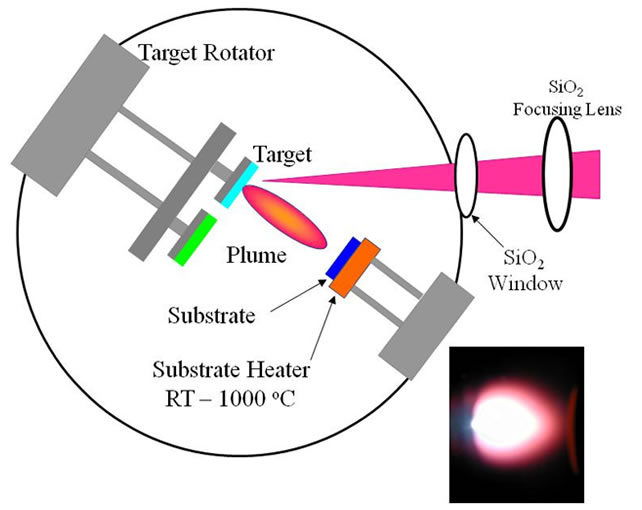 Target Rotator
SiO₂
Focusing Lens
Target
SiO₂
Window
Plume
Substrate
Substrate Heater
RT – 1000 ºC